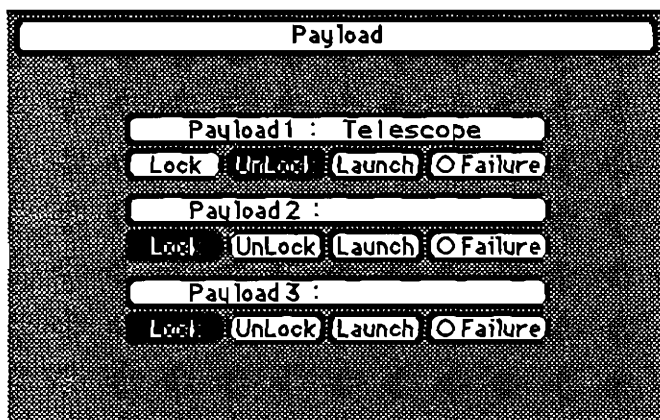 Payload
Payload1 : Telescope
Lock UnLock Launch Failure
Payload2 :
Lock UnLock Launch Failure
Payload3 :
Lock UnLock Launch Failure